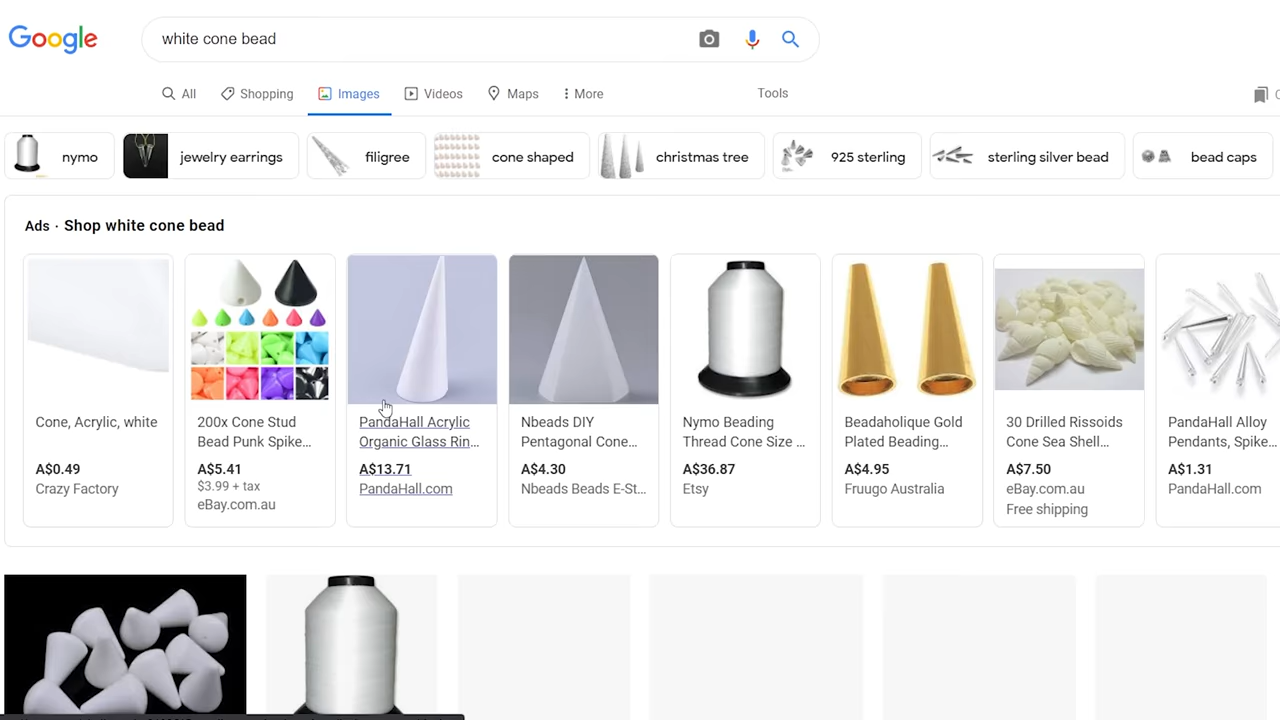 Google
white cone bead
All
Shopping
Images
Videos
Maps
More
Tools
nymo
jewelry earrings
filigree
cone shaped
christmas tree
925 sterling
sterling silver bead
bead caps
Ads · Shop white cone bead
Cone, Acrylic, white
A$0.49
Crazy Factory
200x Cone Stud
Bead Punk Spike...
A$5.41
$3.99 + tax
eBay.com.au
PandaHall Acrylic
Organic Glass Rin...
A$13.71
PandaHall.com
Nbeads DIY
Pentagonal Cone...
A$4.30
Nbeads Beads E-St...
Nymo Beading
Thread Cone Size ...
A$36.87
Etsy
Beadaholique Gold
Plated Beading...
A$4.95
Fruugo Australia
30 Drilled Rissoids
Cone Sea Shell...
A$7.50
eBay.com.au
Free shipping
PandaHall Alloy
Pendants, Spike...
A$1.31
PandaHall.com